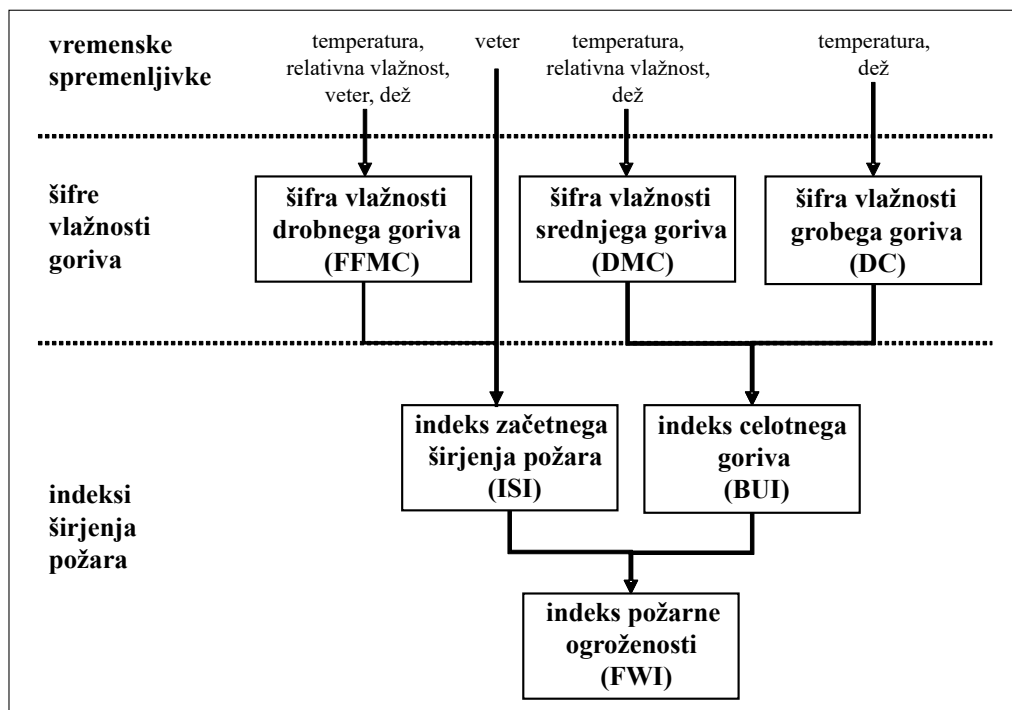 vremenske
spremenljivke
temperatura,
relativna vlažnost,
veter, dež
veter
temperatura,
relativna vlažnost,
dež
temperatura,
dež
šifre
vlažnosti
goriva
šifra vlažnosti
drobnega goriva
(FFMC)
šifra vlažnosti
srednjega goriva
(DMC)
šifra vlažnosti
grobega goriva
(DC)
indeksi
širjenja
požara
indeks začetnega
širjenja požara
(ISI)
indeks celotnega
goriva
(BUI)
indeks požarne
ogroženosti
(FWI)